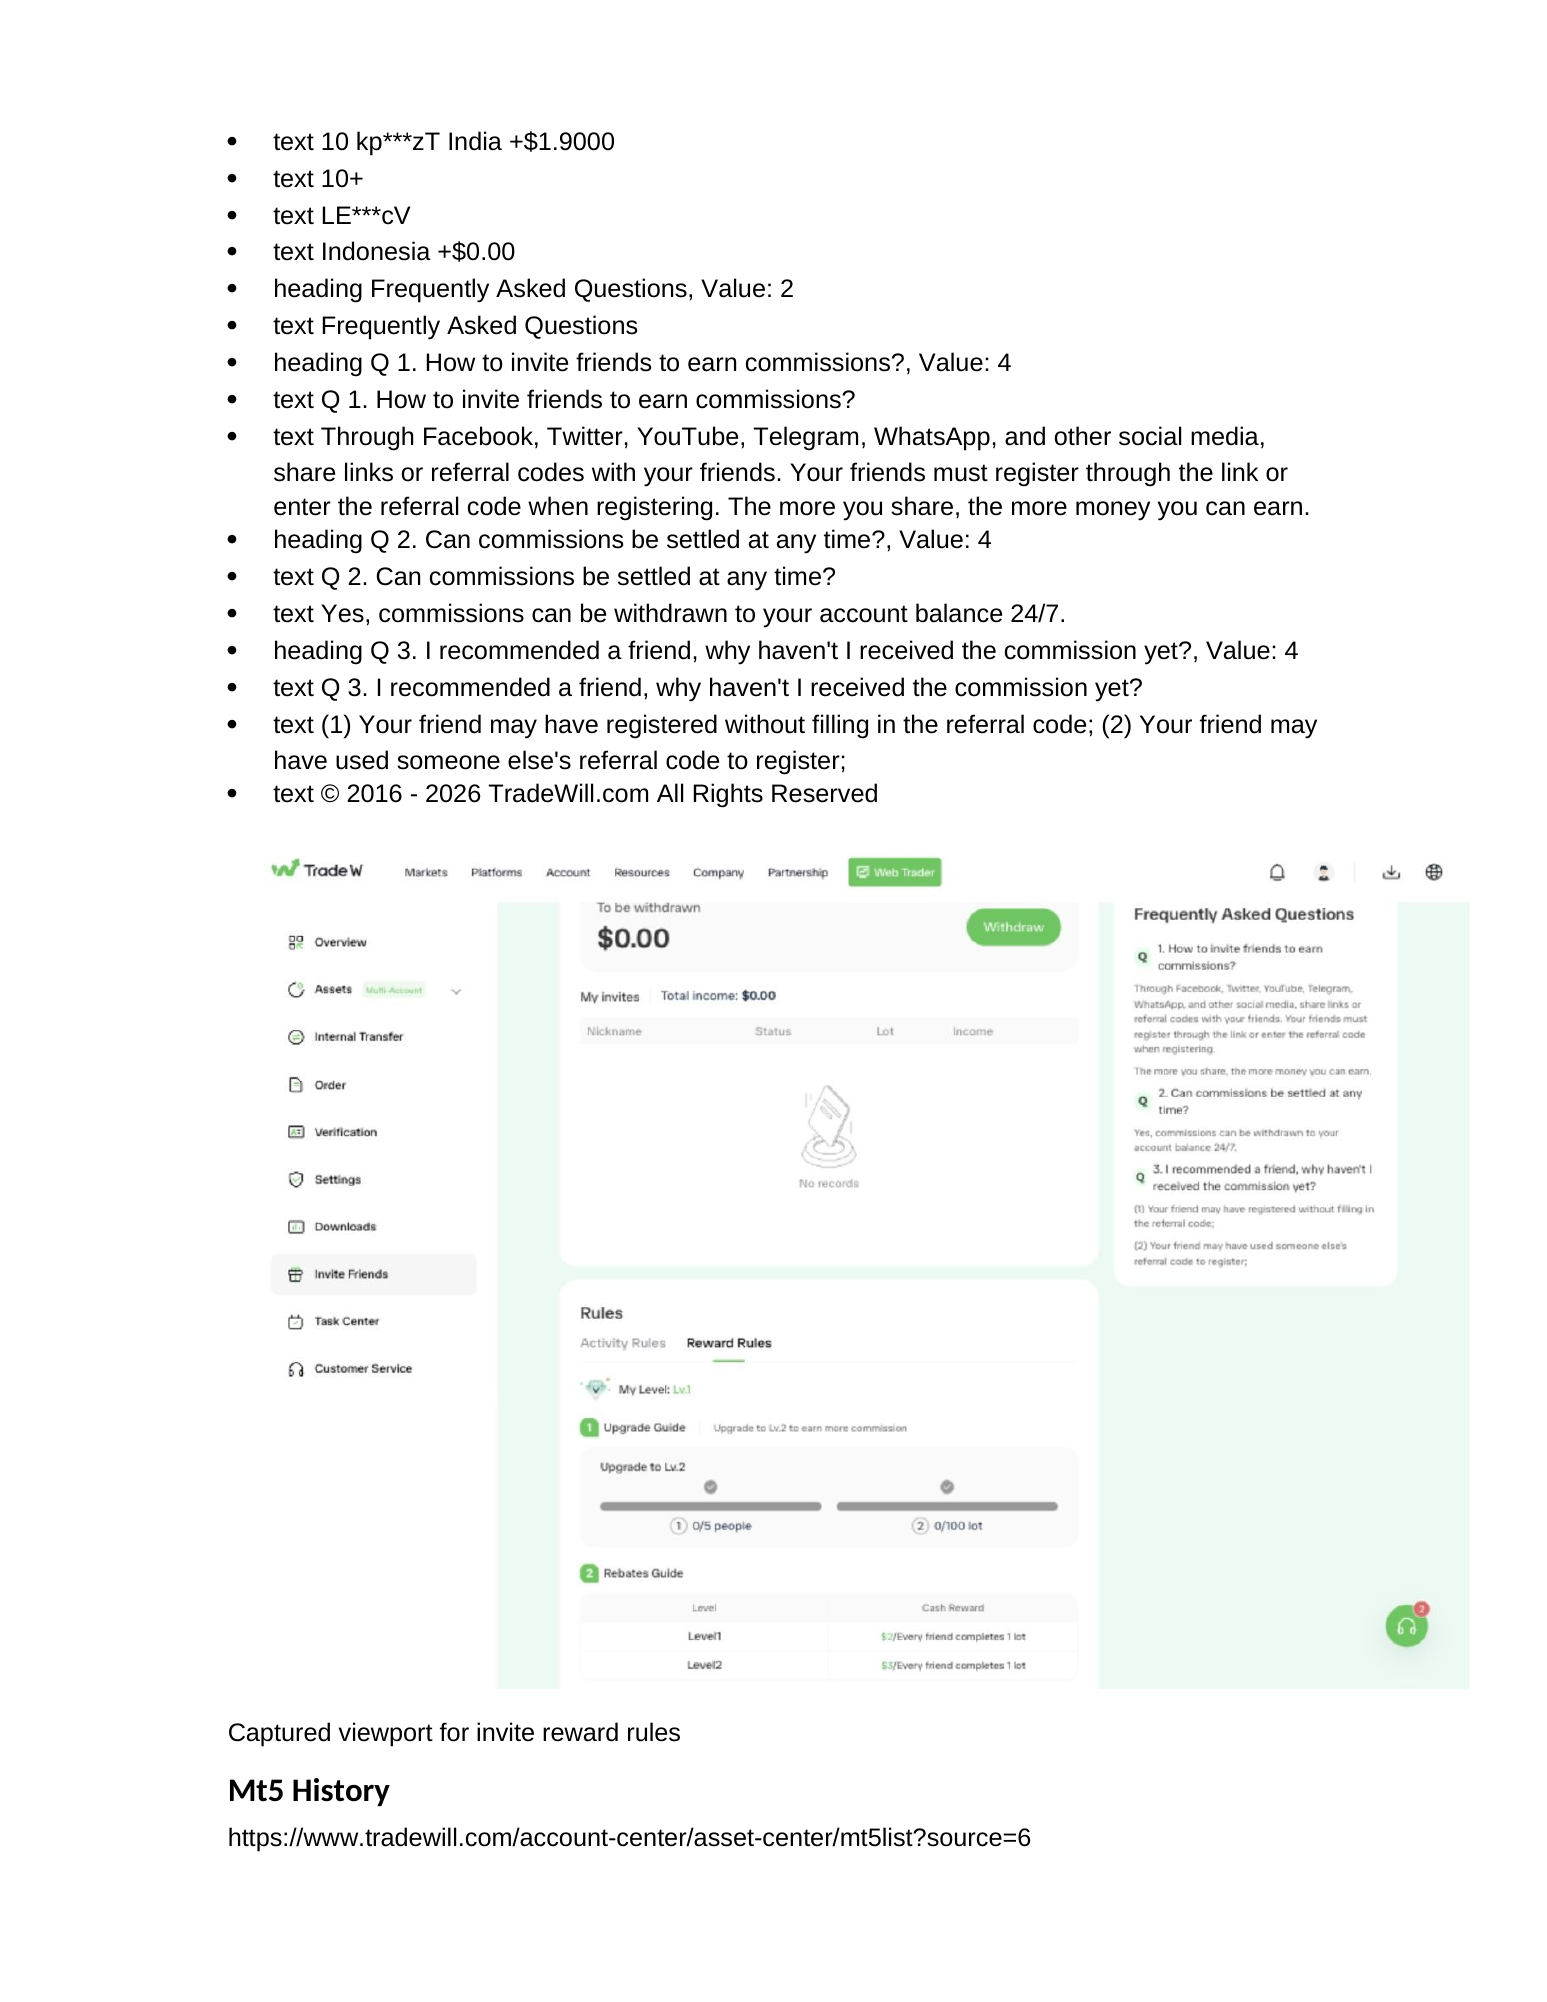 text 10 kp***zT India +$1.9000
text 10+
text LE***cV
text Indonesia +$0.00
heading Frequently Asked Questions, Value: 2
text Frequently Asked Questions
heading Q 1. How to invite friends to earn commissions?, Value: 4
text Q 1. How to invite friends to earn commissions?
text Through Facebook, Twitter, YouTube, Telegram, WhatsApp, and other social media,
share links or referral codes with your friends. Your friends must register through the link or
enter the referral code when registering. The more you share, the more money you can earn.
heading Q 2. Can commissions be settled at any time?, Value: 4
text Q 2. Can commissions be settled at any time?
text Yes, commissions can be withdrawn to your account balance 24/7.
heading Q 3. I recommended a friend, why haven't I received the commission yet?, Value: 4
text Q 3. I recommended a friend, why haven't I received the commission yet?
text (1) Your friend may have registered without filling in the referral code; (2) Your friend may
have used someone else's referral code to register;
text © 2016 - 2026 TradeWill.com All Rights Reserved
Trade W Markets Platforms Account Resources Company Partnership Web Trader
Overview
Assets Multi-Account
Internal Transfer
Order
Verification
Settings
Downloads
Invite Friends
Task Center
Customer Service
To be withdrawn
$0.00
Withdraw
My invites Total income: $0.00
Nickname Status Lot Income
No records
Rules
Activity Rules Reward Rules
My Level: Lv.1
1 Upgrade Guide Upgrade to Lv.2 to earn more commission
Upgrade to Lv.2
1 0/5 people 2 0/100 lot
2 Rebates Guide
Level Cash Reward
Level1 $2/Every friend completes 1 lot
Level2 $3/Every friend completes 1 lot
Frequently Asked Questions
Q 1. How to invite friends to earn
commissions?
Through Facebook, Twitter, YouTube, Telegram,
WhatsApp, and other social media, share links or
referral codes with your friends. Your friends must
register through the link or enter the referral code
when registering.
The more you share, the more money you can earn.
Q 2. Can commissions be settled at any
time?
Yes, commissions can be withdrawn to your
account balance 24/7.
Q 3. I recommended a friend, why haven't I
received the commission yet?
(1) Your friend may have registered without filling in
the referral code;
(2) Your friend may have used someone else's
referral code to register;
2
Captured viewport for invite reward rules
Mt5 History
https://www.tradewill.com/account-center/asset-center/mt5list?source=6